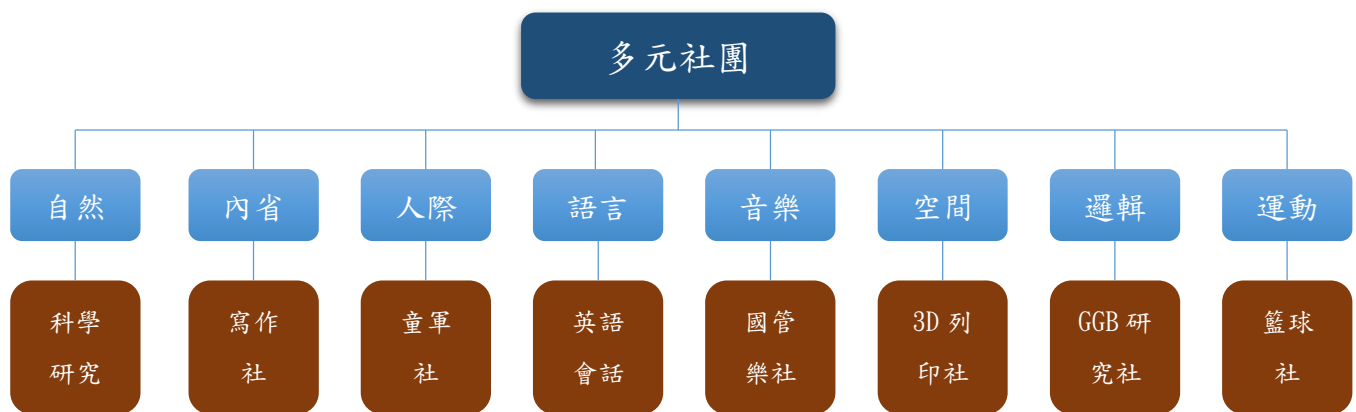 多元社團
自然
內省
人際
語言
音樂
空間
邏輯
運動
科學
研究
寫作
社
童軍
社
英語
會話
國管
樂社
3D 列
印社
GGB 研
究社
籃球
社